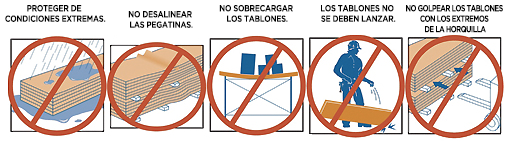 PROTEGER DE
CONDICIONES EXTREMAS.
NO DESALINEAR
LAS PEGATINAS.
NO SOBRECARGAR
LOS TABLONES.
LOS TABLONES NO
SE DEBEN LANZAR.
NO GOLPEAR LOS TABLONES
CON LOS EXTREMOS
DE LA HORQUILLA